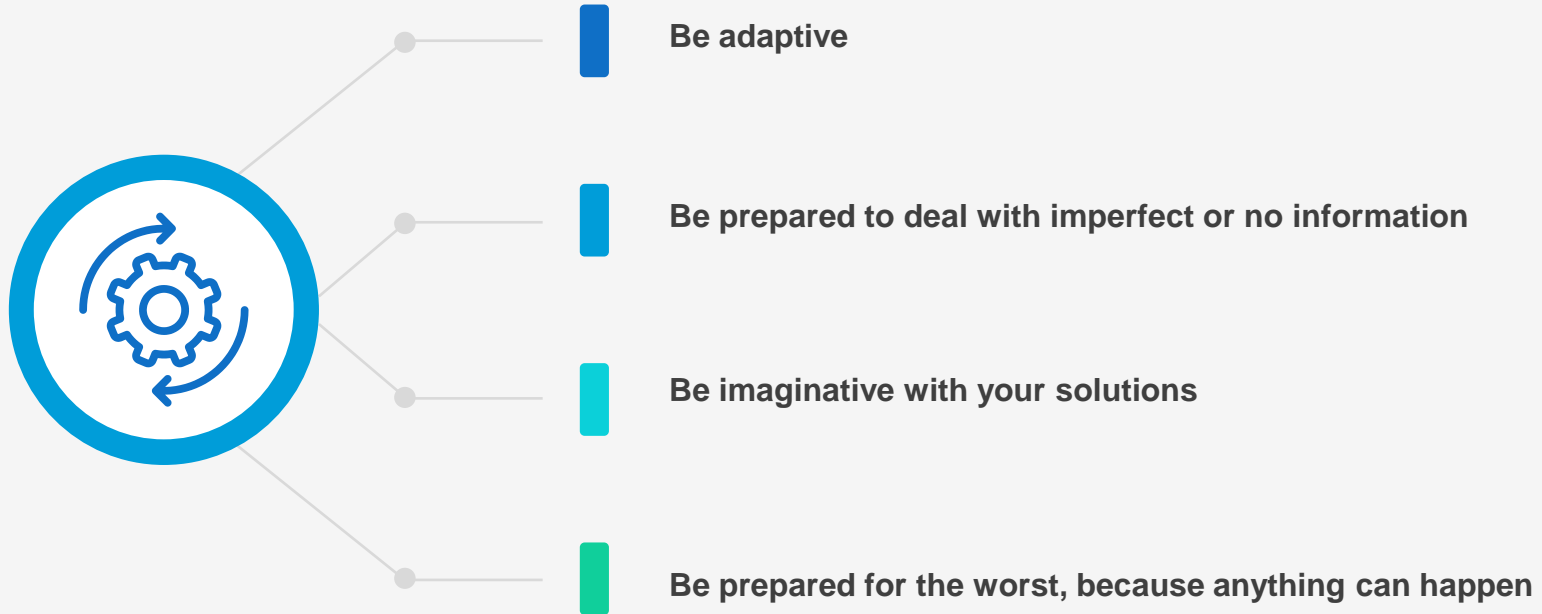 Be adaptive
Be prepared to deal with imperfect or no information
Be imaginative with your solutions
Be prepared for the worst, because anything can happen